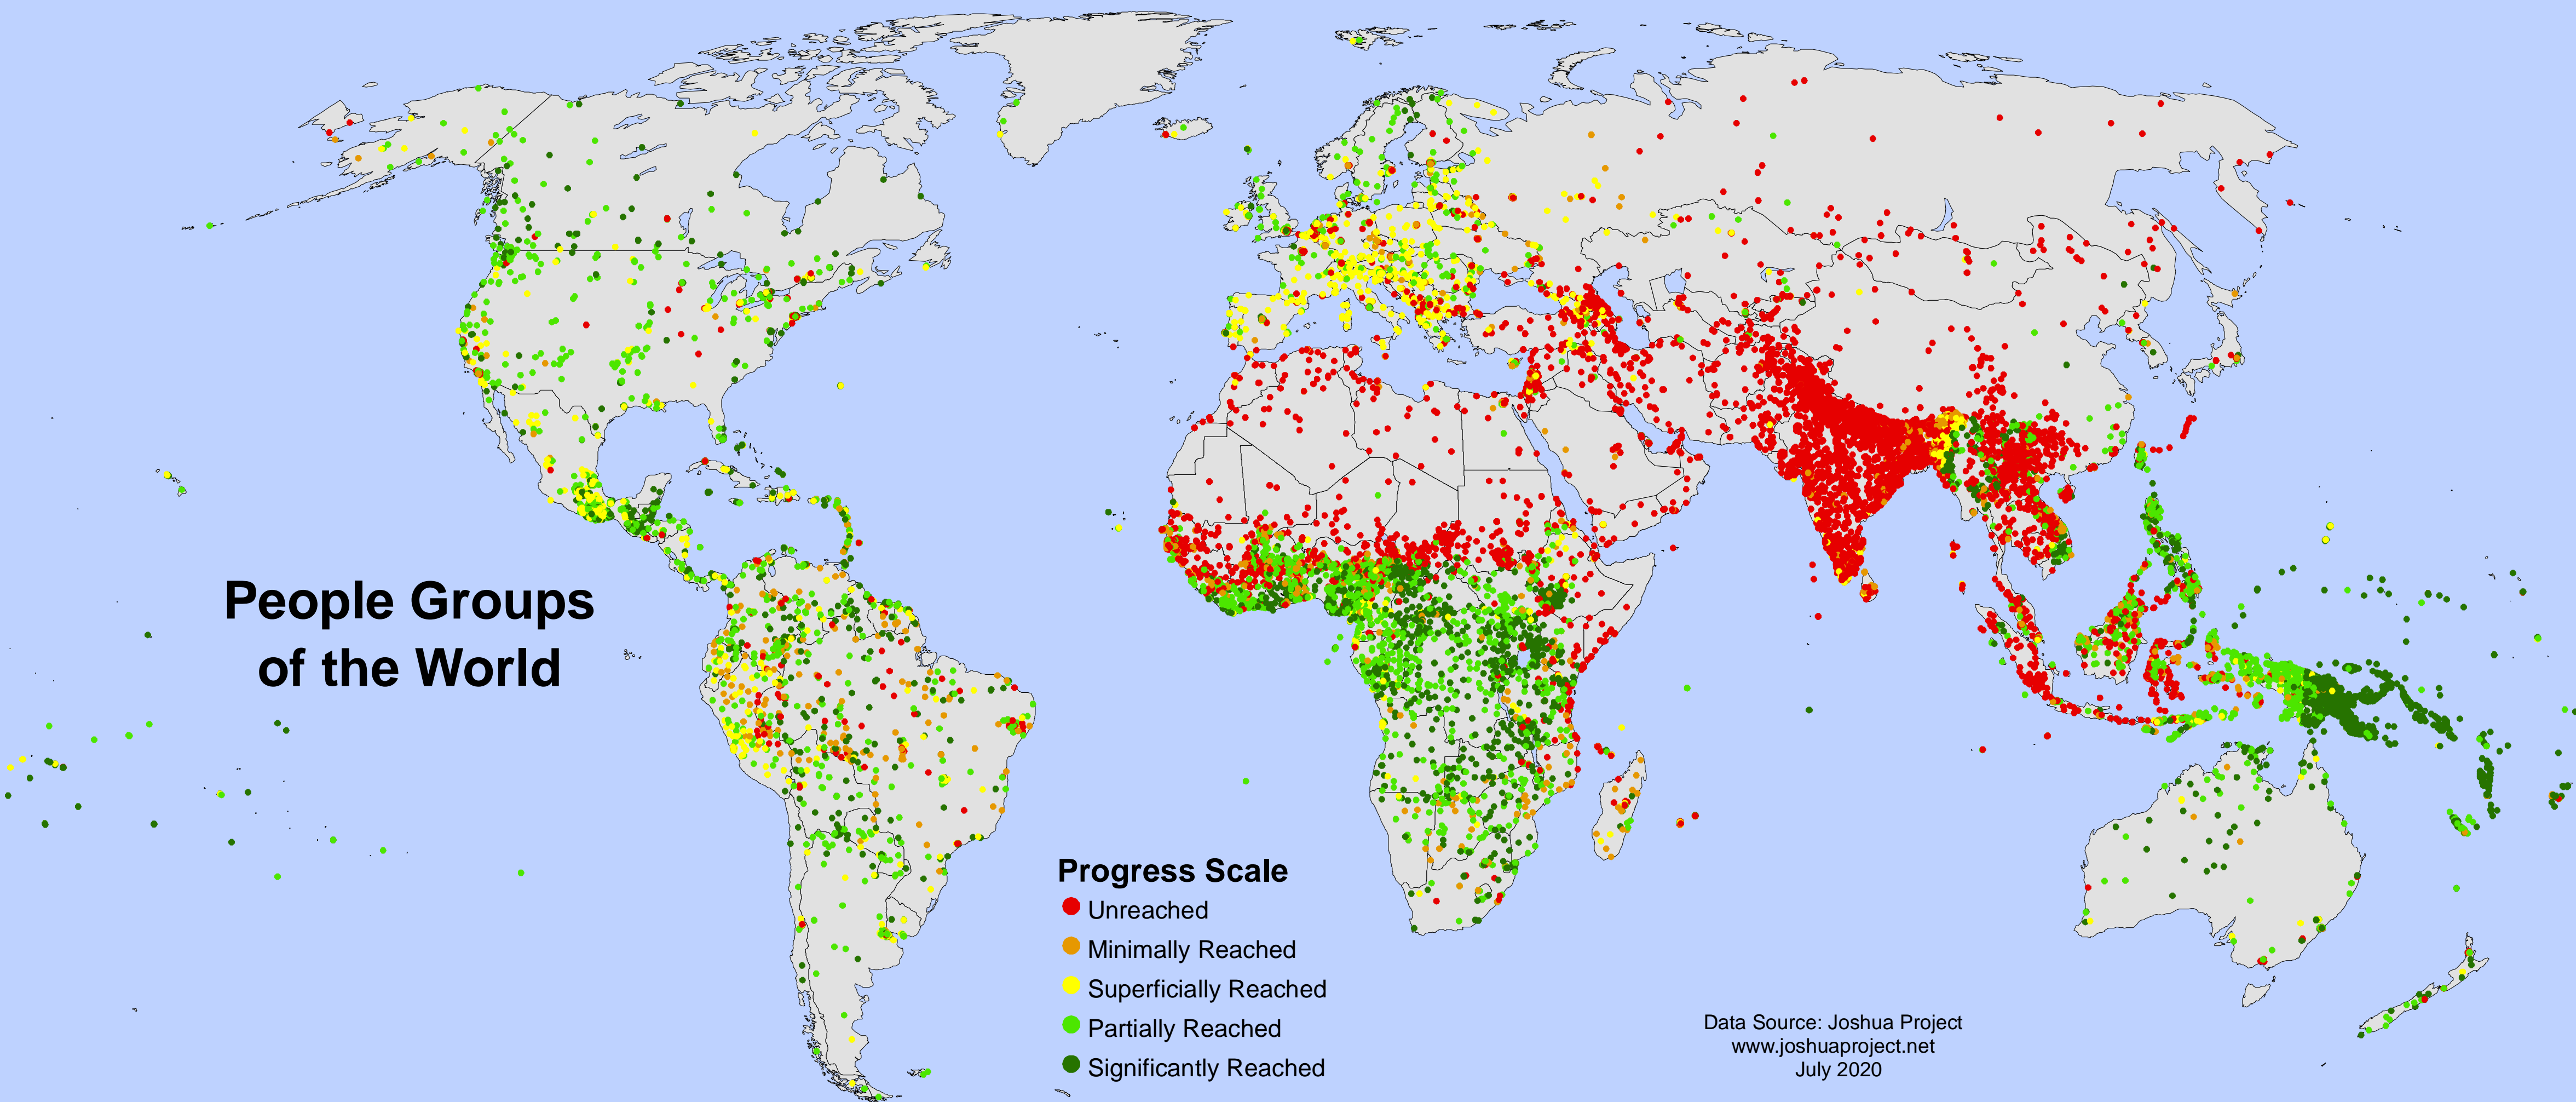 People Groups
of the World
Progress Scale
Unreached
Minimally Reached
Superficially Reached
Partially Reached
Significantly Reached
Data Source: Joshua Project
www.joshuaproject.net
July 2020